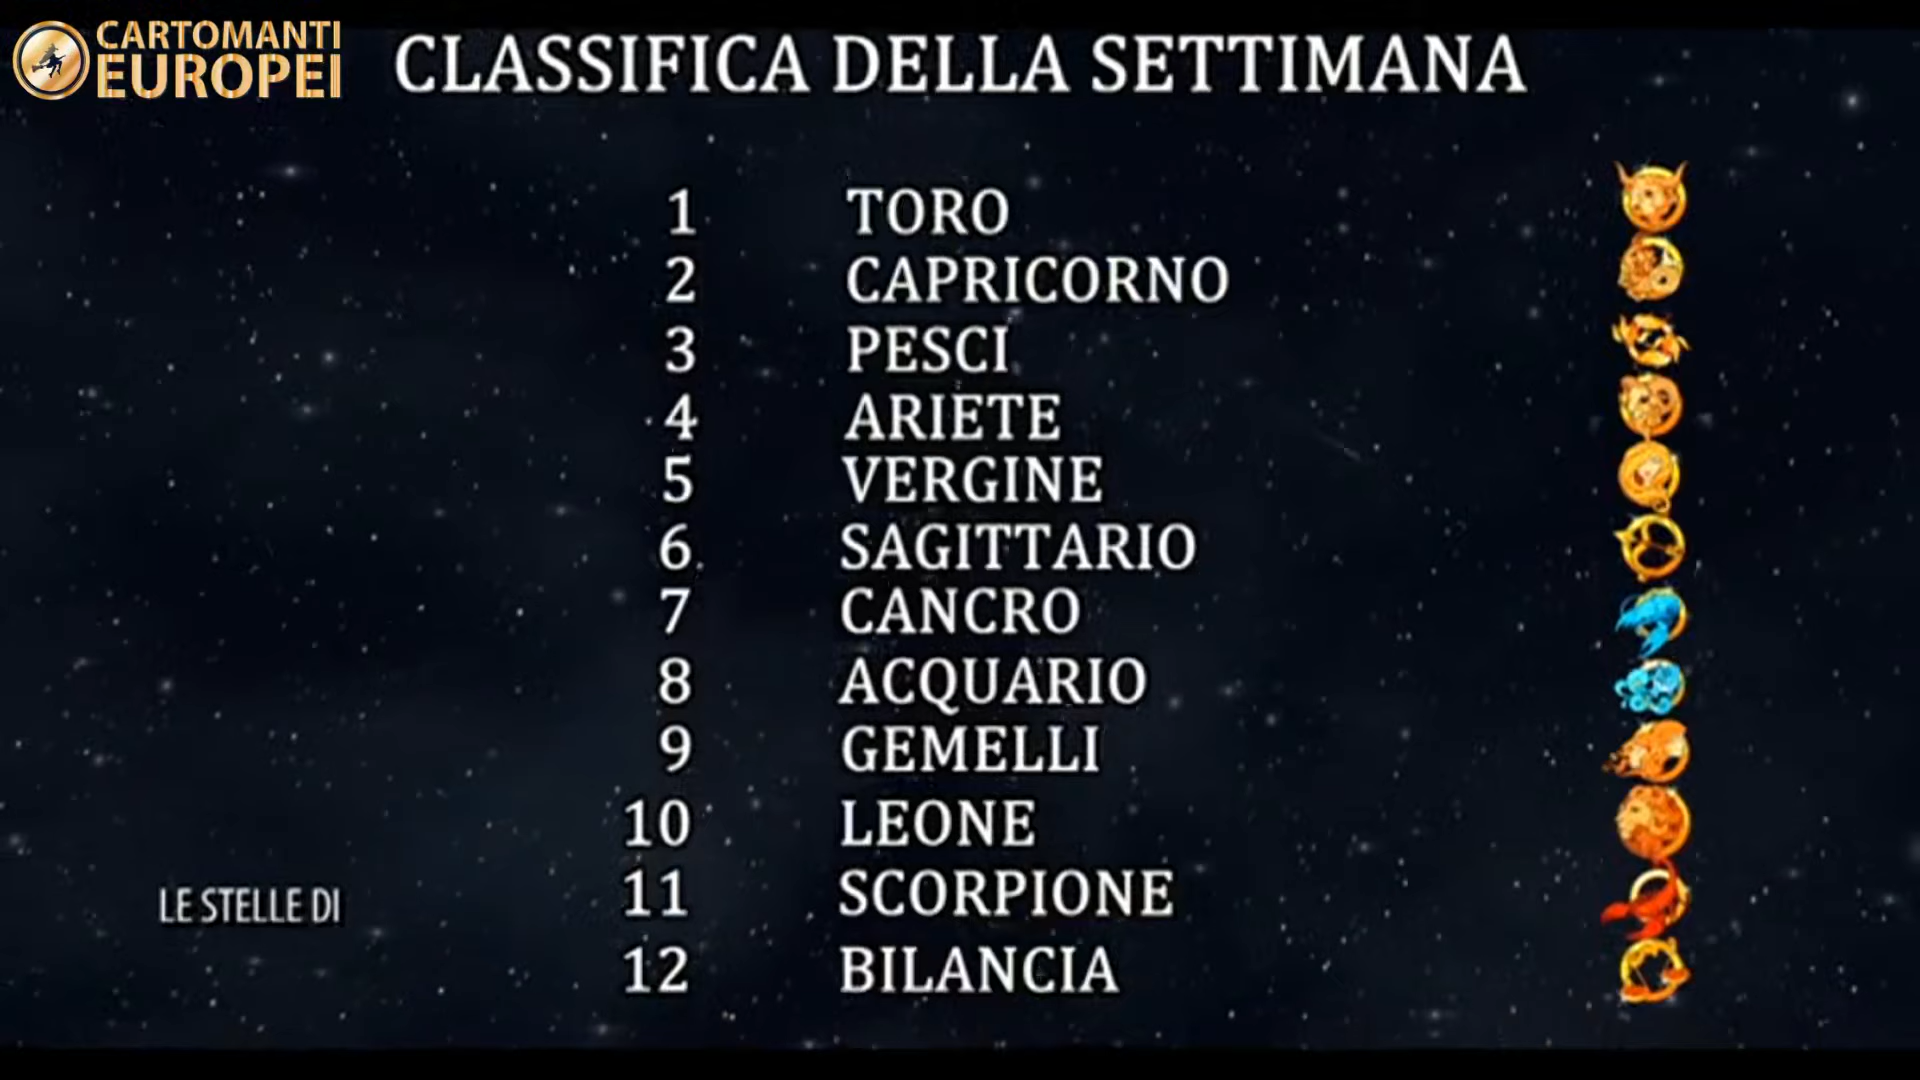 CARTOMANTI
EUROPEI
CLASSIFICA DELLA SETTIMANA
1 TORO
2 CAPRICORNO
3 PESCI
4 ARIETE
5 VERGINE
6 SAGITTARIO
7 CANCRO
8 ACQUARIO
9 GEMELLI
10 LEONE
11 SCORPIONE
12 BILANCIA
LE STELLE DI